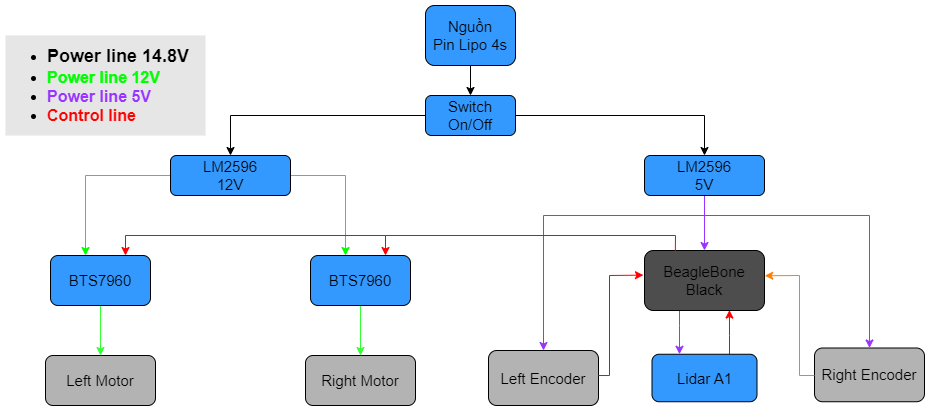 Nguồn
Pin Lipo 4s
Power line 14.8V
Power line 12V
Power line 5V
Control line
Switch
On/Off
LM2596
12V
LM2596
5V
BTS7960
BTS7960
BeagleBone
Black
Left Motor
Right Motor
Left Encoder
Lidar A1
Right Encoder